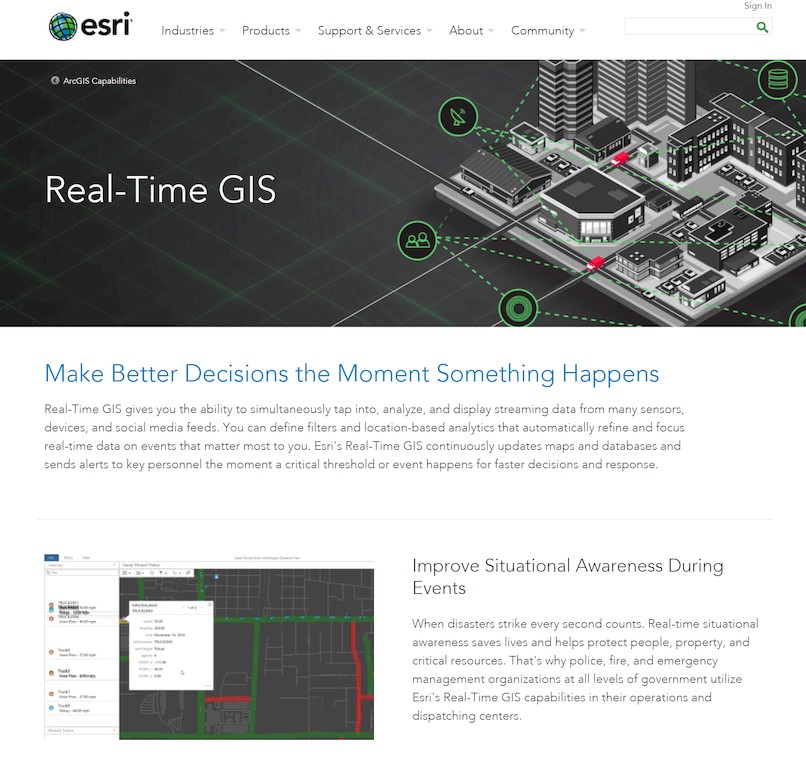 Sign In
esri
Industries Products Support & Services About Community
ArcGIS Capabilities
Real-Time GIS
Make Better Decisions the Moment Something Happens
Real-Time GIS gives you the ability to simultaneously tap into, analyze, and display streaming data from many sensors,
devices, and social media feeds. You can define filters and location-based analytics that automatically refine and focus
real-time data on events that matter most to you. Esri's Real-Time GIS continuously updates maps and databases and
sends alerts to key personnel the moment a critical threshold or event happens for faster decisions and response.
Improve Situational Awareness During
Events
When disasters strike every second counts. Real-time situational
awareness saves lives and helps protect people, property, and
critical resources. That's why police, fire, and emergency
management organizations at all levels of government utilize
Esri's Real-Time GIS capabilities in their operations and
dispatching centers.